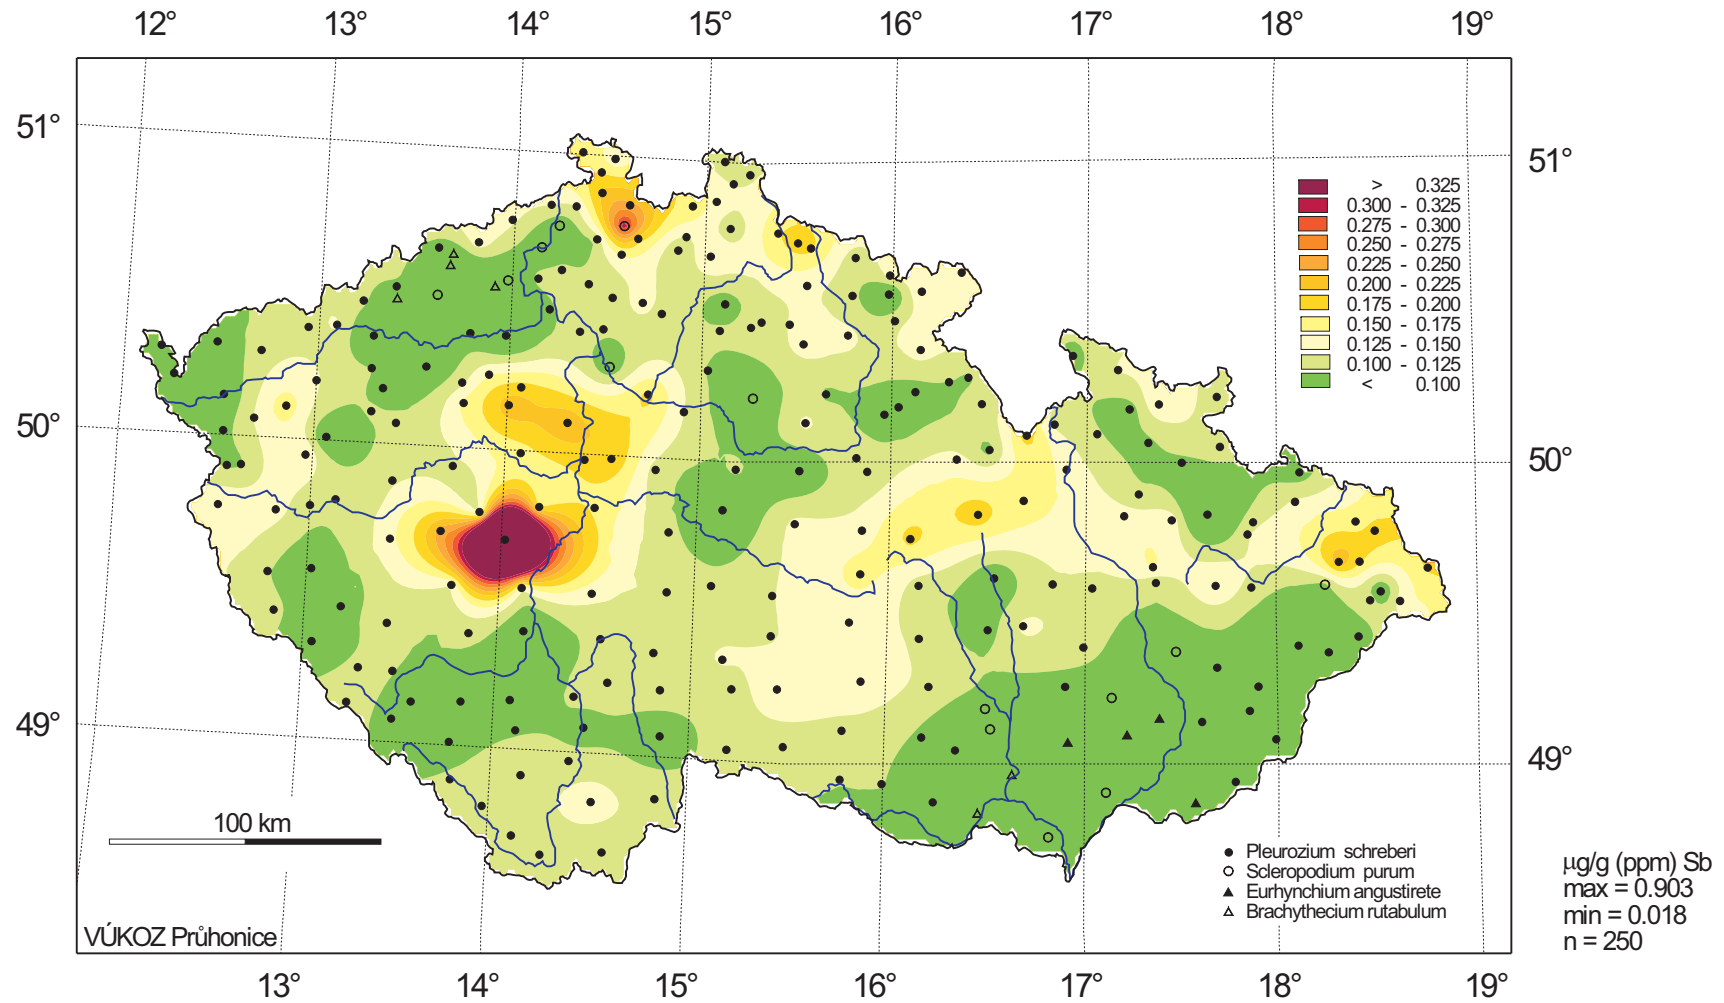 12° 13° 14° 15° 16° 17° 18° 19°
51°
51°
> 0.325
0.300 - 0.325
0.275 - 0.300
0.250 - 0.275
0.225 - 0.250
0.200 - 0.225
0.175 - 0.200
0.150 - 0.175
0.125 - 0.150
0.100 - 0.125
< 0.100
50°
50°
49°
49°
100 km
Pleurozium schreberi
Scleropodium purum
Eurhynchium angustirete
Brachythecium rutabulum
µg/g (ppm) Sb
max = 0.903
min = 0.018
n = 250
VÚKOZ Průhonice
13° 14° 15° 16° 17° 18° 19°